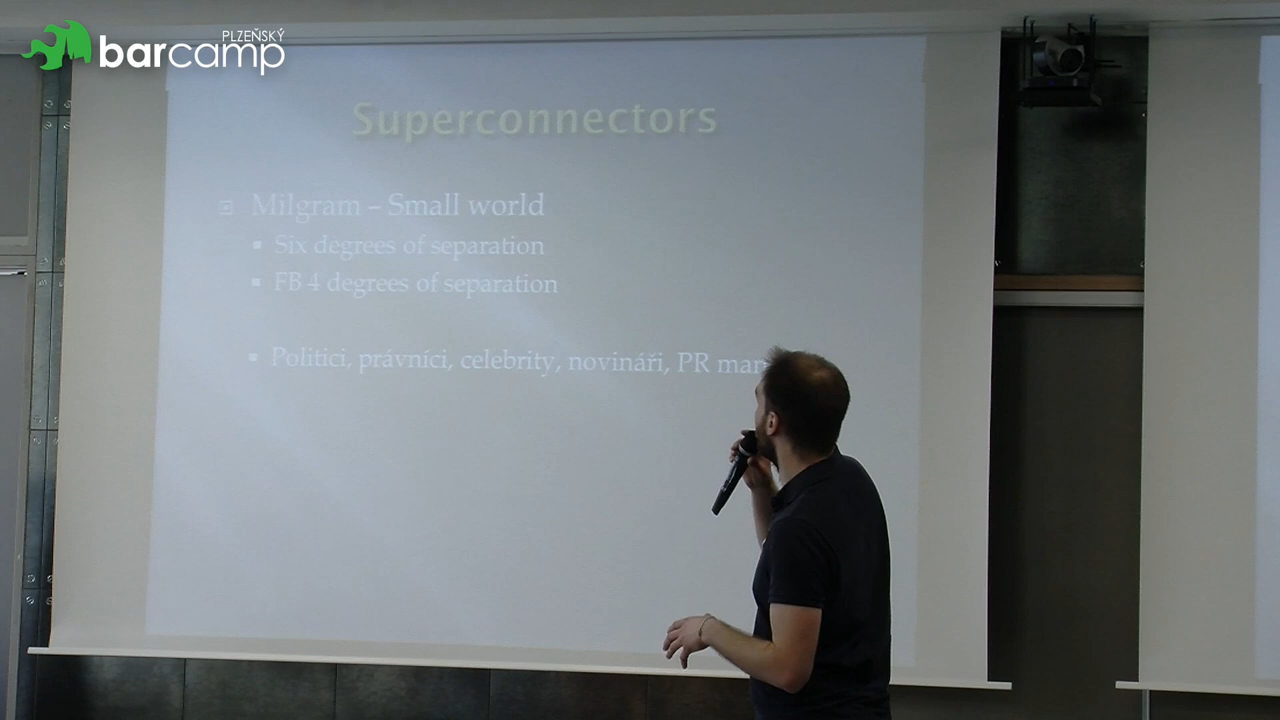 PLZEŇSKÝ
barcamp
Superconnectors
Milgram – Small world
Six degrees of separation
FB 4 degrees of separation
Politici, právníci, celebrity, novináři, PR